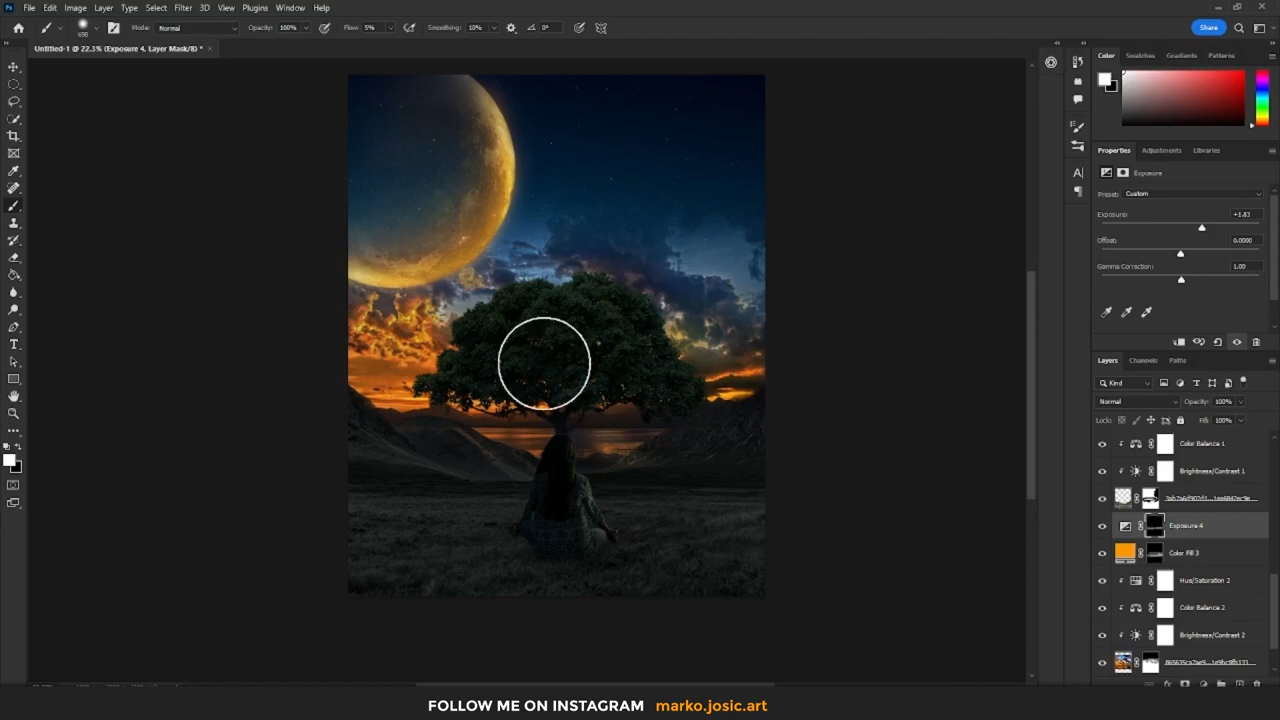 Ps File Edit Image Layer Type Select Filter 3D View Plugins Window Help
699 Mode: Normal Opacity: 100% Flow: 5% Smoothing: 10% 0° Share
Untitled-1 @ 22.3% (Exposure 4, Layer Mask/8) * ×
Color Swatches Gradients Patterns
Properties Adjustments Libraries
Exposure
Preset: Custom
Exposure: +1.83
Offset: 0.0000
Gamma Correction: 1.00
Layers Channels Paths
Kind
Normal Opacity: 100%
Lock: Fill: 100%
Color Balance 1
Brightness/Contrast 1
Exposure 4
Color Fill 3
Hue/Saturation 2
Color Balance 2
Brightness/Contrast 2
FOLLOW ME ON INSTAGRAM marko.josic.art